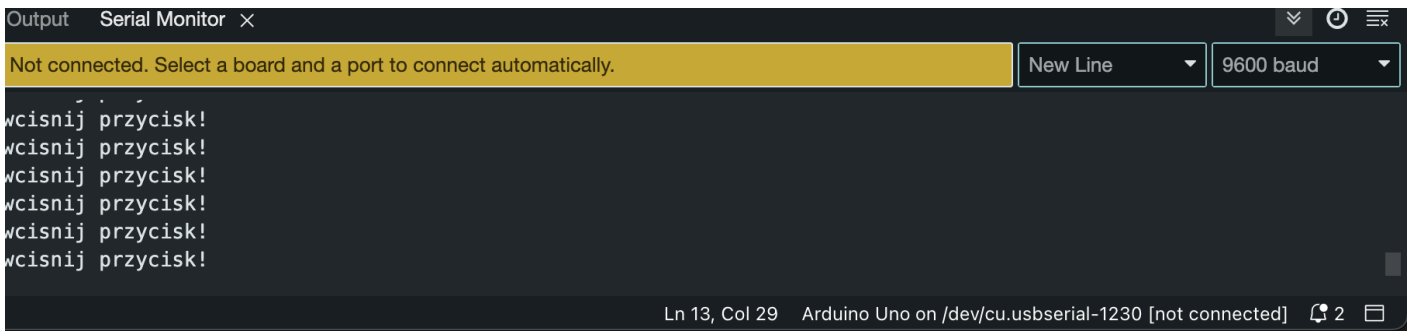 Output Serial Monitor ×
Not connected. Select a board and a port to connect automatically. New Line 9600 baud
wcisnij przycisk!
wcisnij przycisk!
wcisnij przycisk!
wcisnij przycisk!
wcisnij przycisk!
wcisnij przycisk!
Ln 13, Col 29 Arduino Uno on /dev/cu.usbserial-1230 [not connected] 2